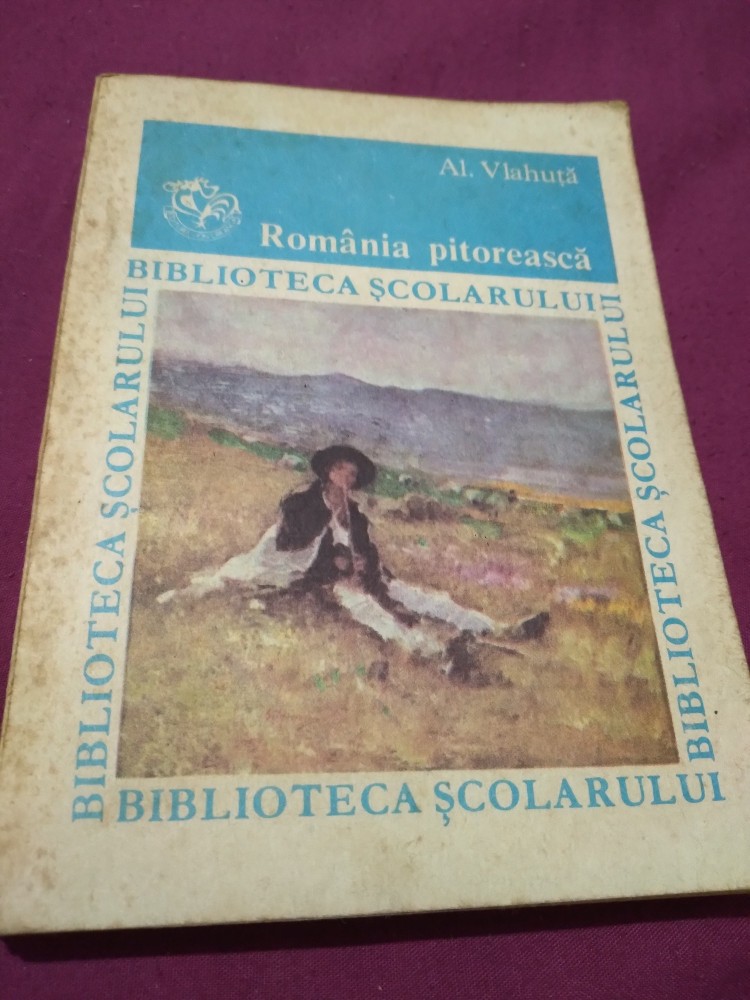 Al. Vlahuță
România pitorească
BIBLIOTECA ȘCOLARULUI
BIBLIOTECA ȘCOLARULUI
BIBLIOTECA ȘCOLARULUI
BIBLIOTECA ȘCOLARULUI